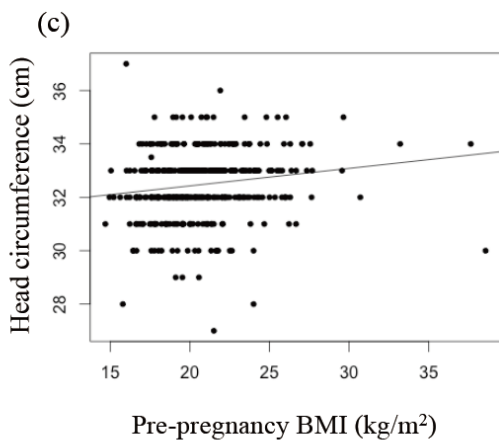 (c)
Head circumference (cm)
36
34
32
30
28
15 20 25 30 35
Pre-pregnancy BMI (kg/m²)